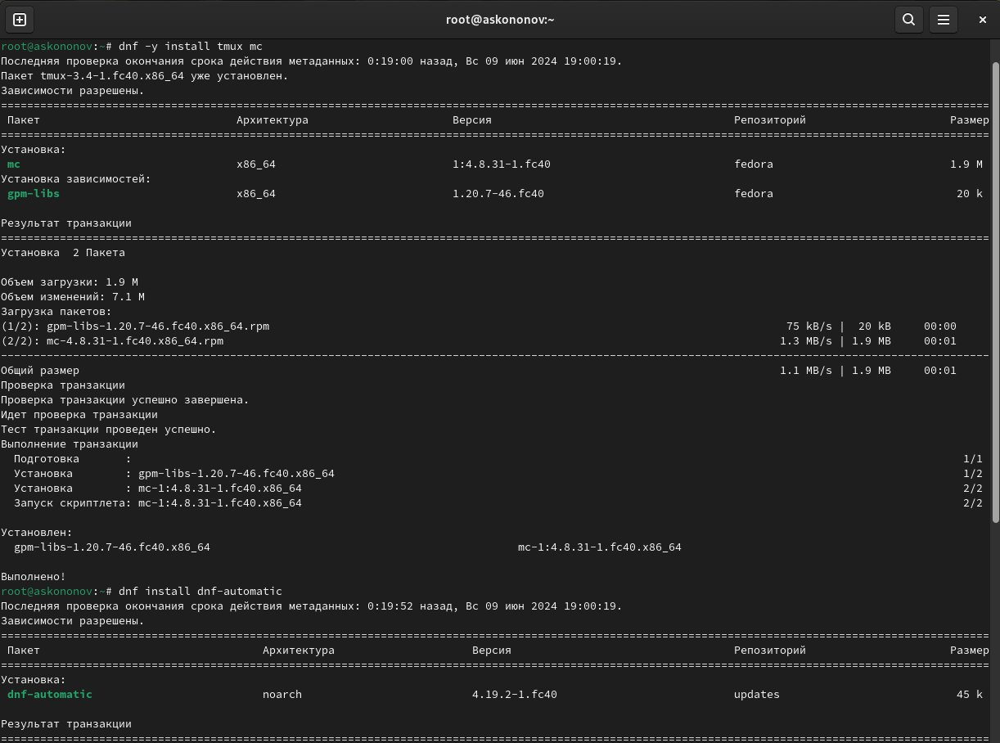 root@askononov:~
root@askononov:~# dnf -y install tmux mc
Последняя проверка окончания срока действия метаданных: 0:19:00 назад, Вс 09 июн 2024 19:00:19.
Пакет tmux-3.4-1.fc40.x86_64 уже установлен.
Зависимости разрешены.
================================================================================
Пакет Архитектура Версия Репозиторий Размер
================================================================================
Установка:
mc x86_64 1:4.8.31-1.fc40 fedora 1.9 M
Установка зависимостей:
gpm-libs x86_64 1.20.7-46.fc40 fedora 20 k
Результат транзакции
================================================================================
Установка  2 Пакета
Объем загрузки: 1.9 M
Объем изменений: 7.1 M
Загрузка пакетов:
(1/2): gpm-libs-1.20.7-46.fc40.x86_64.rpm 75 kB/s |  20 kB 00:00
(2/2): mc-4.8.31-1.fc40.x86_64.rpm 1.3 MB/s | 1.9 MB 00:01
--------------------------------------------------------------------------------
Общий размер 1.1 MB/s | 1.9 MB 00:01
Проверка транзакции
Проверка транзакции успешно завершена.
Идет проверка транзакции
Тест транзакции проведен успешно.
Выполнение транзакции
Подготовка : 1/1
Установка : gpm-libs-1.20.7-46.fc40.x86_64 1/2
Установка : mc-1:4.8.31-1.fc40.x86_64 2/2
Запуск скриптлета: mc-1:4.8.31-1.fc40.x86_64 2/2
Установлен:
gpm-libs-1.20.7-46.fc40.x86_64 mc-1:4.8.31-1.fc40.x86_64
Выполнено!
root@askononov:~# dnf install dnf-automatic
Последняя проверка окончания срока действия метаданных: 0:19:52 назад, Вс 09 июн 2024 19:00:19.
Зависимости разрешены.
================================================================================
Пакет Архитектура Версия Репозиторий Размер
================================================================================
Установка:
dnf-automatic noarch 4.19.2-1.fc40 updates 45 k
Результат транзакции
================================================================================